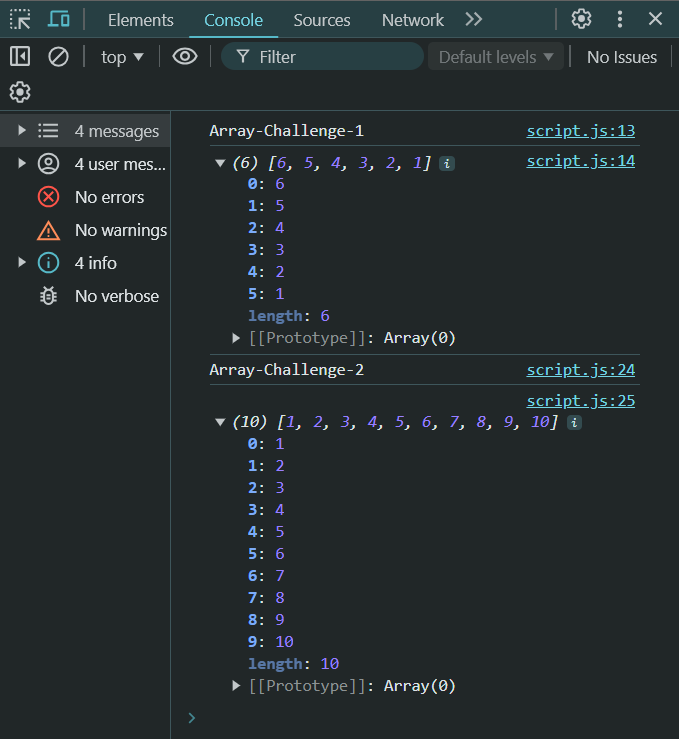 Elements Console Sources Network
top Filter Default levels No Issues
4 messages
4 user mes...
No errors
No warnings
4 info
No verbose
Array-Challenge-1 script.js:13
(6) [6, 5, 4, 3, 2, 1] i script.js:14
0: 6
1: 5
2: 4
3: 3
4: 2
5: 1
length: 6
[[Prototype]]: Array(0)
Array-Challenge-2 script.js:24
script.js:25
(10) [1, 2, 3, 4, 5, 6, 7, 8, 9, 10] i
0: 1
1: 2
2: 3
3: 4
4: 5
5: 6
6: 7
7: 8
8: 9
9: 10
length: 10
[[Prototype]]: Array(0)